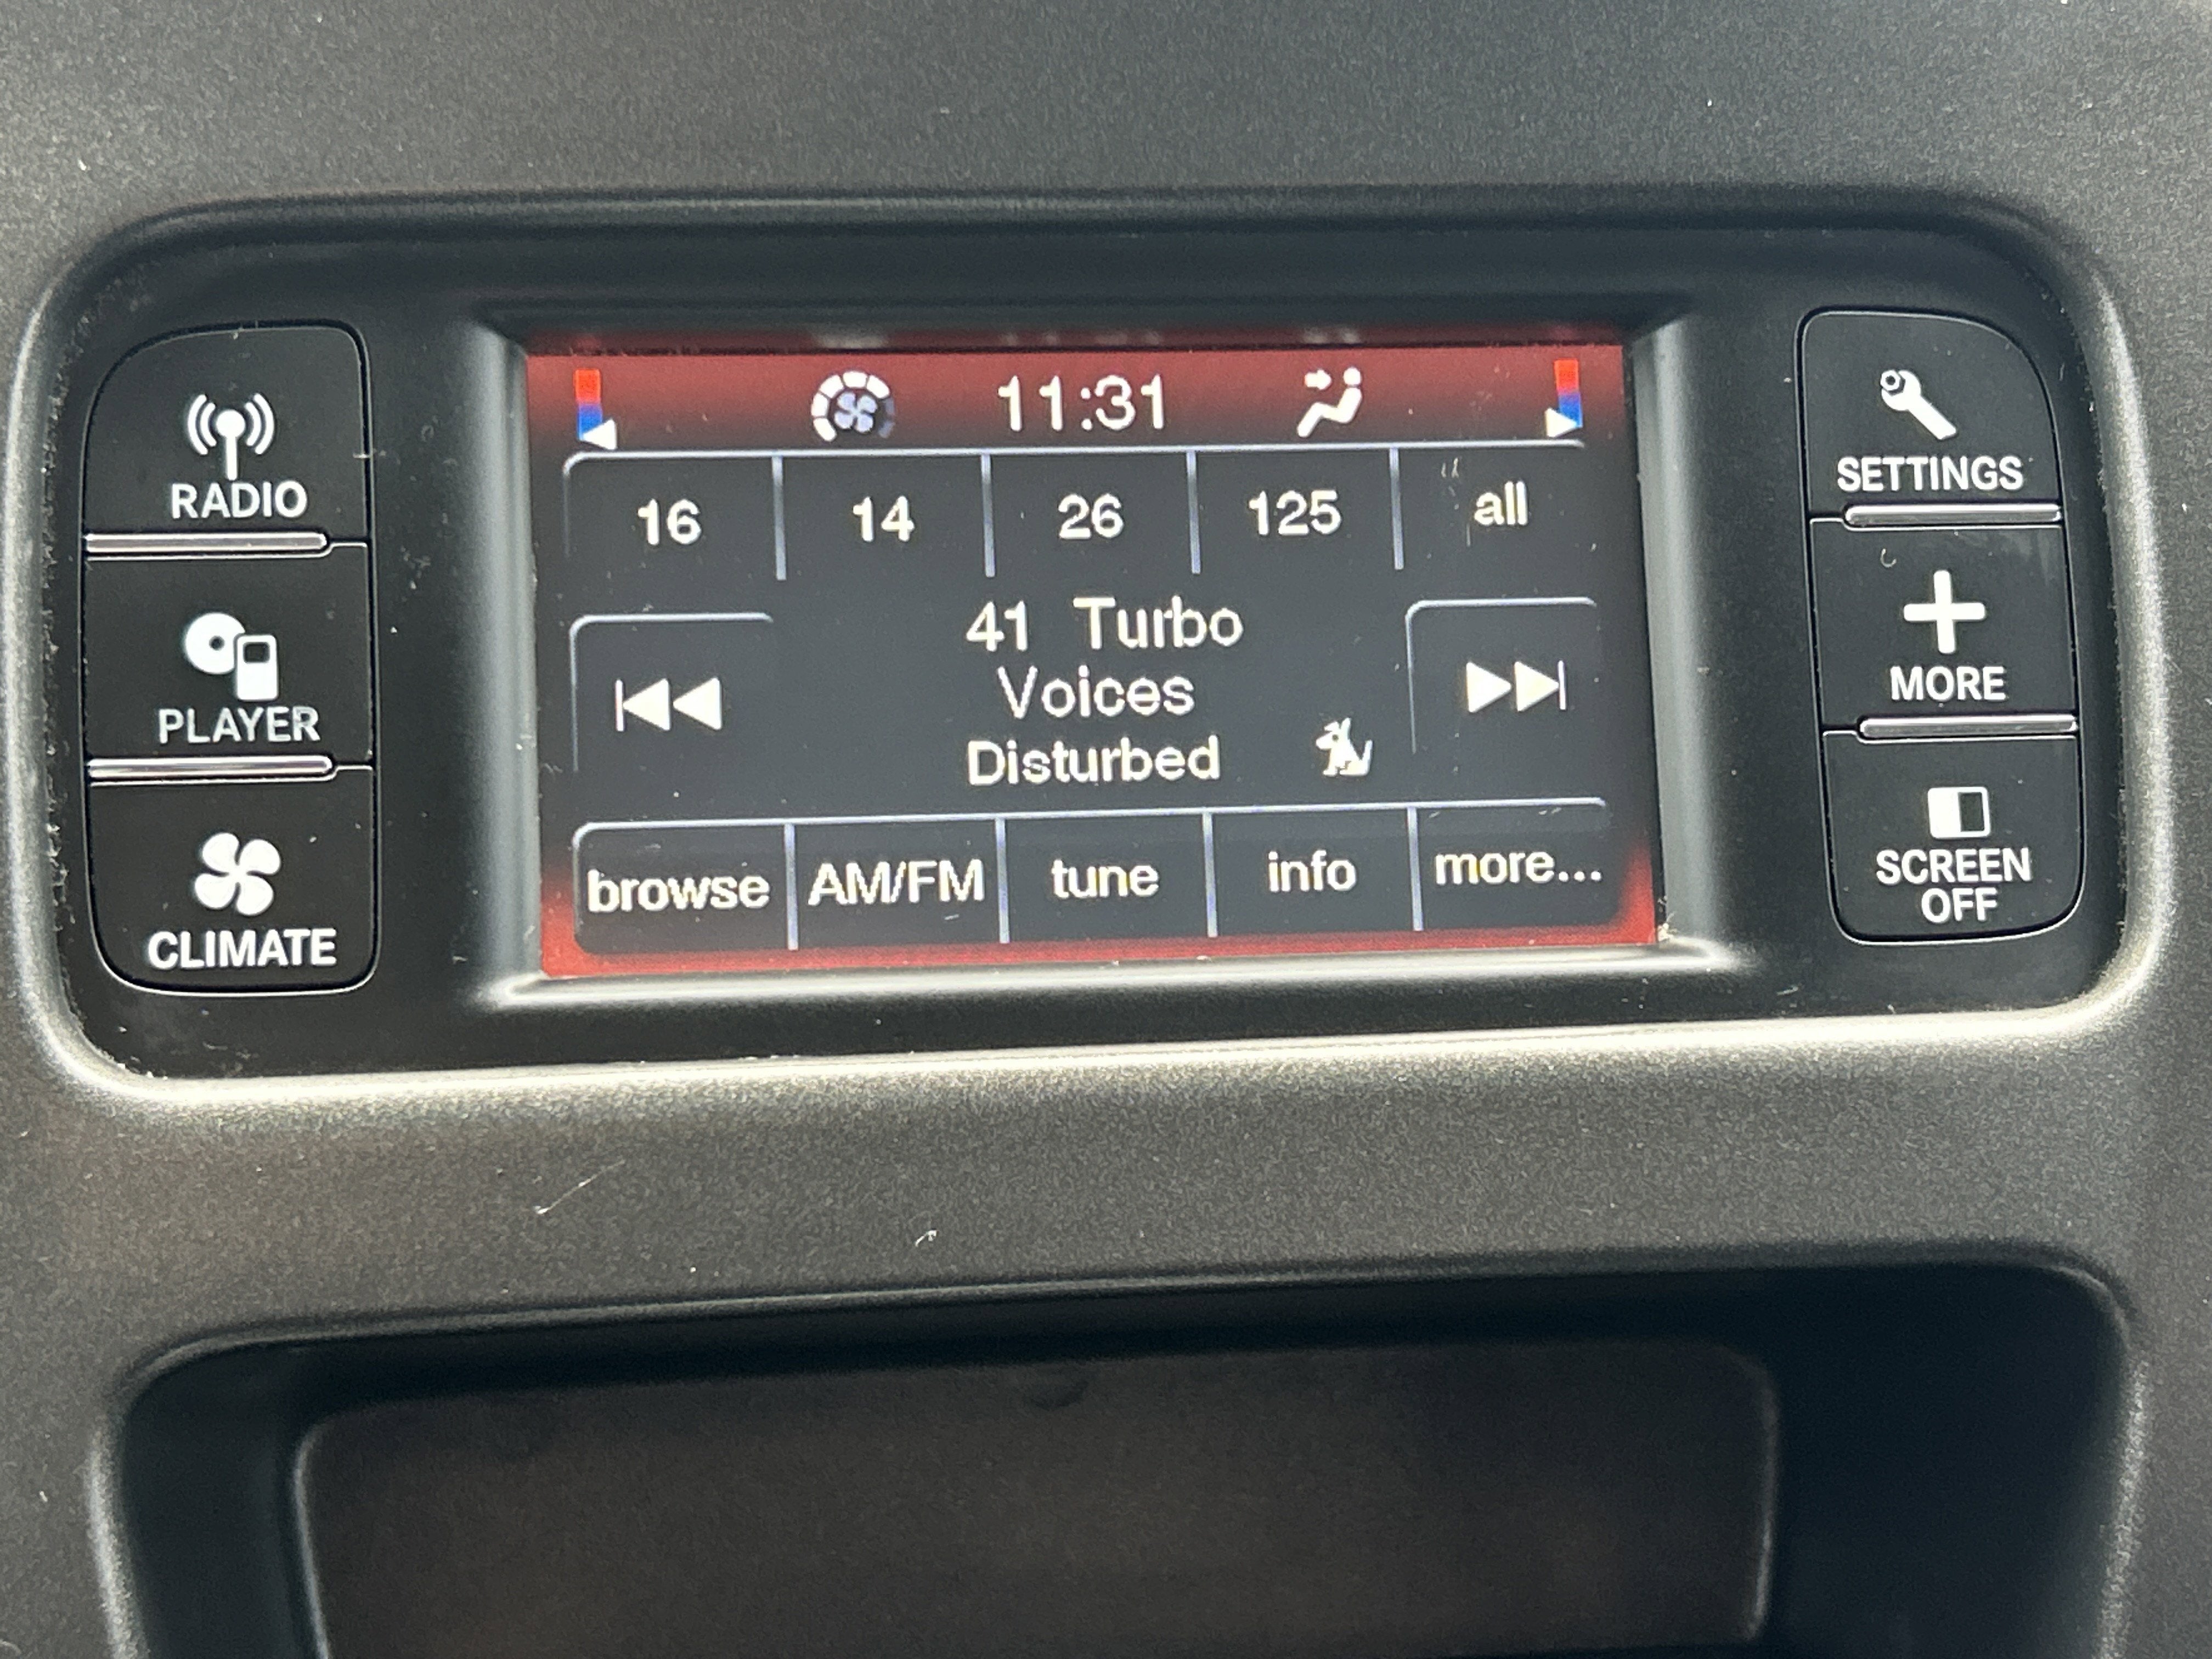 11:31
16 14 26 125 all
41 Turbo
Voices
Disturbed
browse AM/FM tune info more...
RADIO
PLAYER
CLIMATE
SETTINGS
MORE
SCREEN
OFF